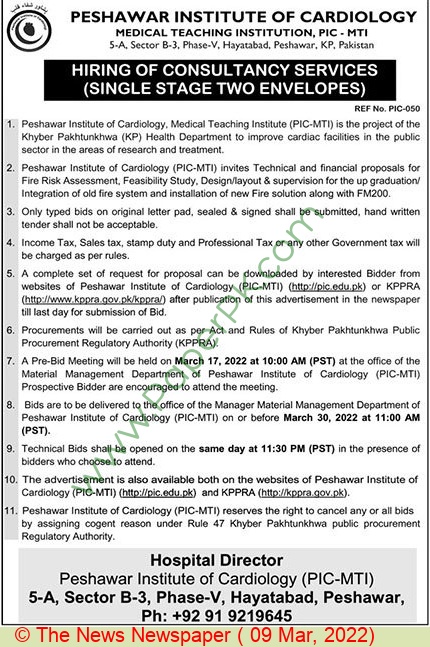 PESHAWAR INSTITUTE OF CARDIOLOGY
MEDICAL TEACHING INSTITUTION, PIC - MTI
5-A, Sector B-3, Phase-V, Hayatabad, Peshawar, KP, Pakistan
HIRING OF CONSULTANCY SERVICES
(SINGLE STAGE TWO ENVELOPES)
REF No. PIC-050
1. Peshawar Institute of Cardiology, Medical Teaching Institute (PIC-MTI) is the project of the
Khyber Pakhtunkhwa (KP) Health Department to improve cardiac facilities in the public
sector in the areas of research and treatment.
2. Peshawar Institute of Cardiology (PIC-MTI) invites Technical and financial proposals for
Fire Risk Assessment, Feasibility Study, Design/layout & supervision for the up graduation/
Integration of old fire system and installation of new Fire solution along with FM200.
3. Only typed bids on original letter pad, sealed & signed shall be submitted, hand written
tender shall not be acceptable.
4. Income Tax, Sales tax, stamp duty and Professional Tax or any other Government tax will
be charged as per rules.
5. A complete set of request for proposal can be downloaded by interested Bidder from
websites of Peshawar Institute of Cardiology (PIC-MTI) (http://pic.edu.pk) or KPPRA
(http://www.kppra.gov.pk/kppra/) after publication of this advertisement in the newspaper
till last day for submission of Bid.
6. Procurements will be carried out as per Act and Rules of Khyber Pakhtunkhwa Public
Procurement Regulatory Authority (KPPRA).
7. A Pre-Bid Meeting will be held on March 17, 2022 at 10:00 AM (PST) at the office of the
Material Management Department of Peshawar Institute of Cardiology (PIC-MTI)
Prospective Bidder are encouraged to attend the meeting.
8. Bids are to be delivered to the office of the Manager Material Management Department of
Peshawar Institute of Cardiology (PIC-MTI) on or before March 30, 2022 at 11:00 AM
(PST).
9. Technical Bids shall be opened on the same day at 11:30 PM (PST) in the presence of
bidders who choose to attend.
10. The advertisement is also available both on the websites of Peshawar Institute of
Cardiology (PIC-MTI) (http://pic.edu.pk) and KPPRA (http://kppra.gov.pk).
11. Peshawar Institute of Cardiology (PIC-MTI) reserves the right to cancel any or all bids
by assigning cogent reason under Rule 47 Khyber Pakhtunkhwa public procurement
Regulatory Authority.
Hospital Director
Peshawar Institute of Cardiology (PIC-MTI)
5-A, Sector B-3, Phase-V, Hayatabad, Peshawar,
Ph: +92 91 9219645
www.PaperPk.com
© The News Newspaper ( 09 Mar, 2022)